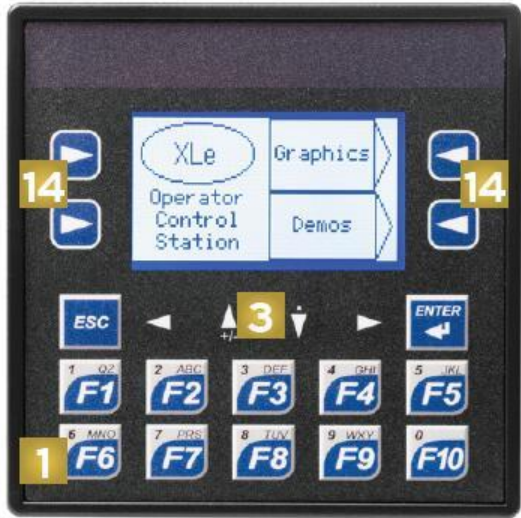 XLe
Operator
Control
Station
Graphics
Demos
14
14
ESC
+/-
3
.
ENTER
1 QZ
F1
2 ABC
F2
3 DEF
F3
4 GHI
F4
5 JKL
F5
6 MNO
F6
7 PRS
F7
8 TUV
F8
9 WXY
F9
0
F10
1